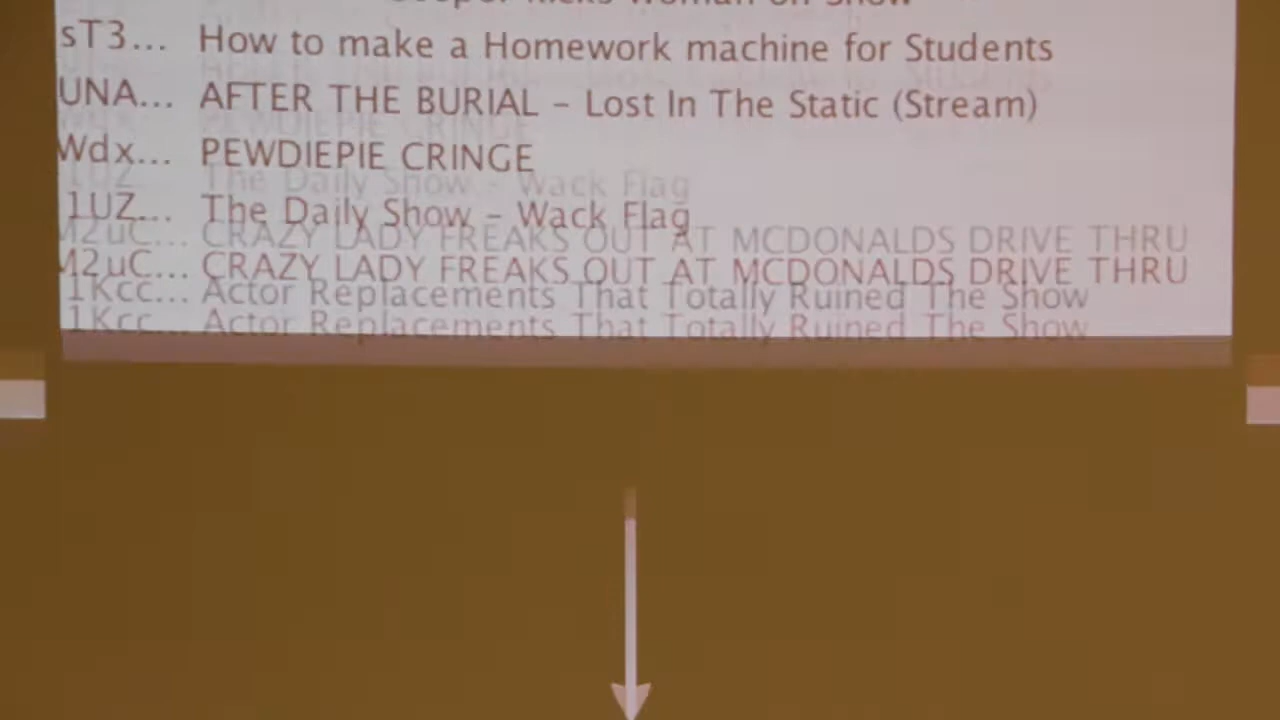 sT3... How to make a Homework machine for Students
UNA... AFTER THE BURIAL – Lost In The Static (Stream)
Wdx... PEWDIEPIE CRINGE
1UZ... The Daily Show – Wack Flag
M2uC... CRAZY LADY FREAKS OUT AT MCDONALDS DRIVE THRU
1Kcc... Actor Replacements That Totally Ruined The Show